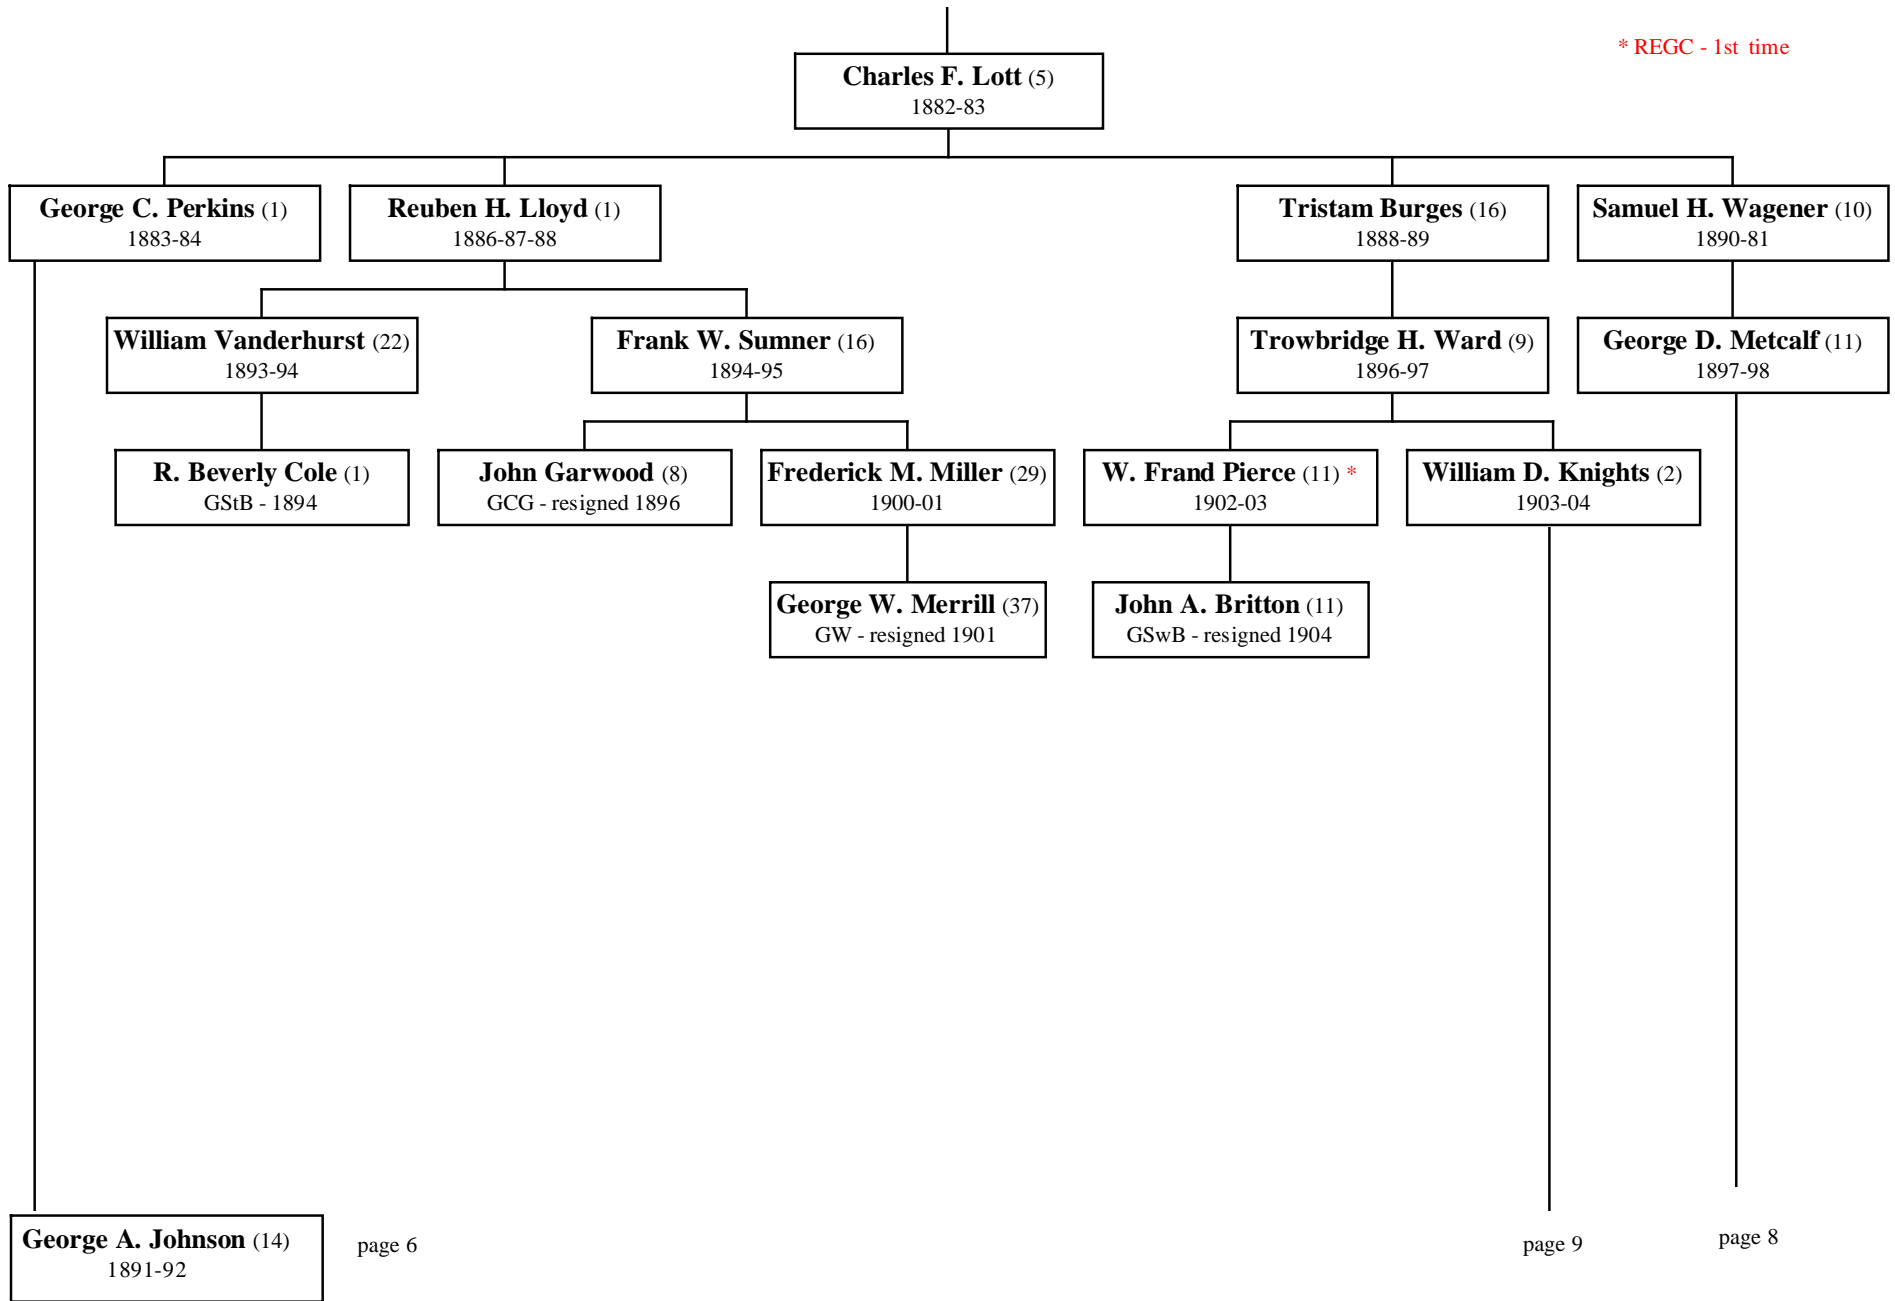 * REGC - 1st time
Charles F. Lott (5)
1882-83
George C. Perkins (1)
1883-84
Reuben H. Lloyd (1)
1886-87-88
Tristam Burges (16)
1888-89
Samuel H. Wagener (10)
1890-81
William Vanderhurst (22)
1893-94
Frank W. Sumner (16)
1894-95
Trowbridge H. Ward (9)
1896-97
George D. Metcalf (11)
1897-98
R. Beverly Cole (1)
GStB - 1894
John Garwood (8)
GCG - resigned 1896
Frederick M. Miller (29)
1900-01
W. Frand Pierce (11) *
1902-03
William D. Knights (2)
1903-04
George W. Merrill (37)
GW - resigned 1901
John A. Britton (11)
GSwB - resigned 1904
George A. Johnson (14)
1891-92
page 6
page 9
page 8